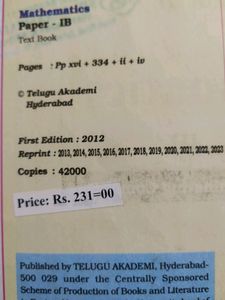 Mathematics
Paper - IB
Text Book
Pages : Pp xvi + 334 + ii + iv
© Telugu Akademi
Hyderabad
First Edition : 2012
Reprint : 2013, 2014, 2015, 2016, 2017, 2018, 2019, 2020, 2021, 2022, 2023
Copies : 42000
Price: Rs. 231=00
Published by TELUGU AKADEMI, Hyderabad-
500 029 under the Centrally Sponsored
Scheme of Production of Books and Literature